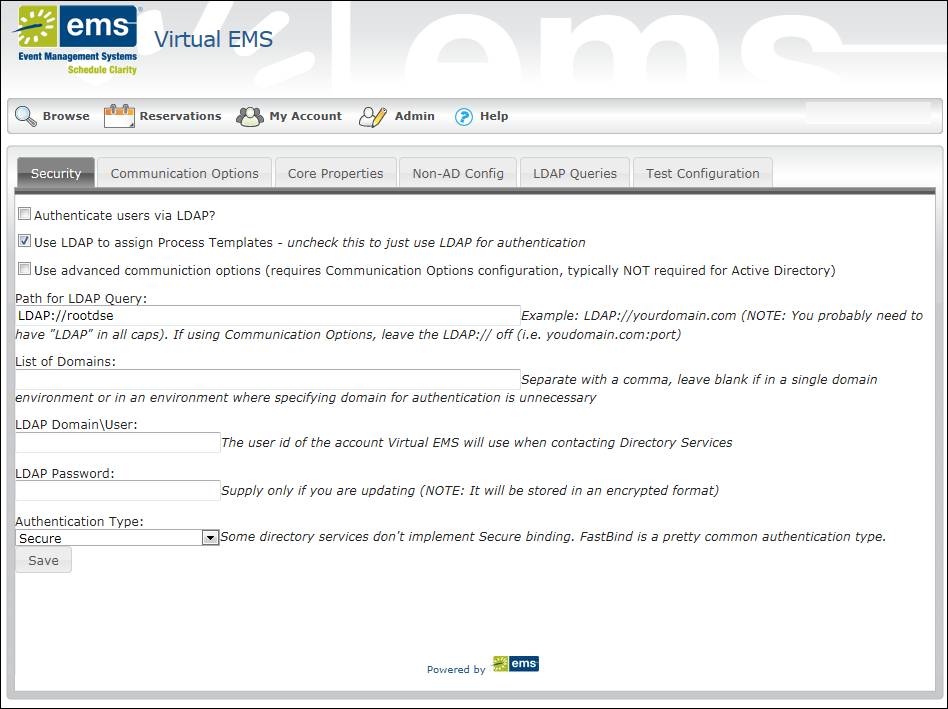 ems
Event Management Systems
Schedule Clarity
Virtual EMS
ems
Browse Reservations My Account Admin ? Help
Security Communication Options Core Properties Non-AD Config LDAP Queries Test Configuration
Authenticate users via LDAP?
Use LDAP to assign Process Templates - uncheck this to just use LDAP for authentication
Use advanced communiction options (requires Communication Options configuration, typically NOT required for Active Directory)
Path for LDAP Query:
LDAP://rootdse Example: LDAP://yourdomain.com (NOTE: You probably need to
have "LDAP" in all caps). If using Communication Options, leave the LDAP:// off (i.e. youdomain.com:port)
List of Domains:
Separate with a comma, leave blank if in a single domain
environment or in an environment where specifying domain for authentication is unnecessary
LDAP Domain\User:
The user id of the account Virtual EMS will use when contacting Directory Services
LDAP Password:
Supply only if you are updating (NOTE: It will be stored in an encrypted format)
Authentication Type:
Secure Some directory services don't implement Secure binding. FastBind is a pretty common authentication type.
Save
Powered by ems